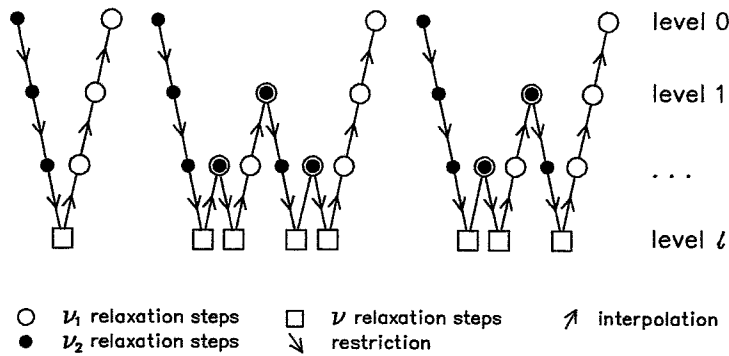 level 0
level 1
...
level ℓ
ν₁ relaxation steps
ν relaxation steps
interpolation
ν₂ relaxation steps
restriction